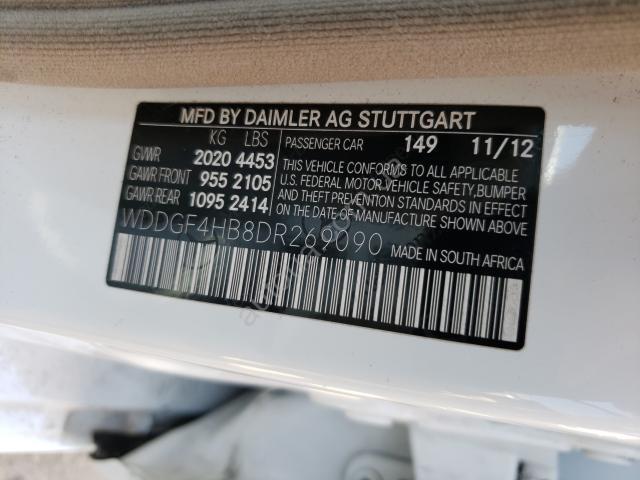 MFD BY DAIMLER AG STUTTGART
KG LBS
GVWR 2020 4453
GAWR FRONT 955 2105
GAWR REAR 1095 2414
PASSENGER CAR 149 11/12
THIS VEHICLE CONFORMS TO ALL APPLICABLE
U.S. FEDERAL MOTOR VEHICLE SAFETY, BUMPER
AND THEFT PREVENTION STANDARDS
IN EFFECT ON THE DATE OF MANUFACTURE
SHOWN ABOVE.
WDDGF4HB8DR269090
MADE IN SOUTH AFRICA